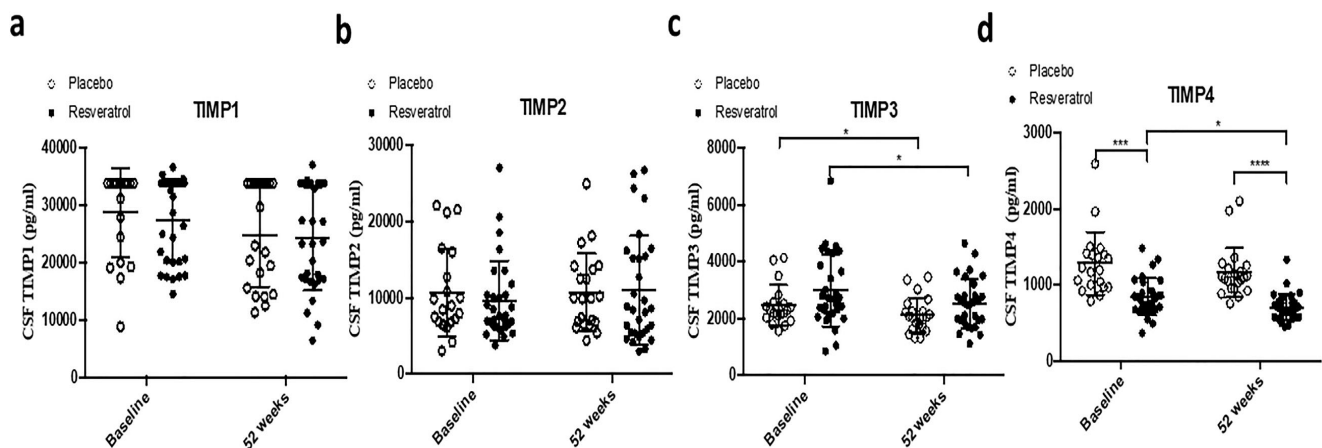 a
Placebo
Resveratrol
TIMP1
CSF TIMP1 (pg/ml)
40000
30000
20000
10000
0
Baseline
52 weeks
b
Placebo
Resveratrol
TIMP2
CSF TIMP2 (pg/ml)
30000
20000
10000
0
Baseline
52 weeks
c
Placebo
Resveratrol
TIMP3
CSF TIMP3 (pg/ml)
8000
6000
4000
2000
0
*
*
Baseline
52 weeks
d
Placebo
Resveratrol
TIMP4
CSF TIMP4 (pg/ml)
3000
2000
1000
0
***
*
****
Baseline
52 weeks